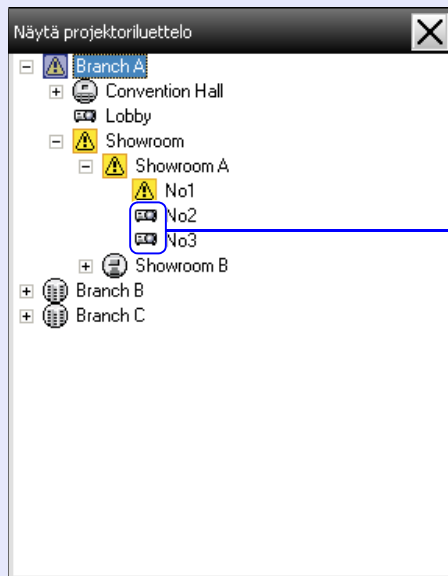 Näytä projektoriluettelo
Branch A
Convention Hall
Lobby
Showroom
Showroom A
No1
No2
No3
Showroom B
Branch B
Branch C